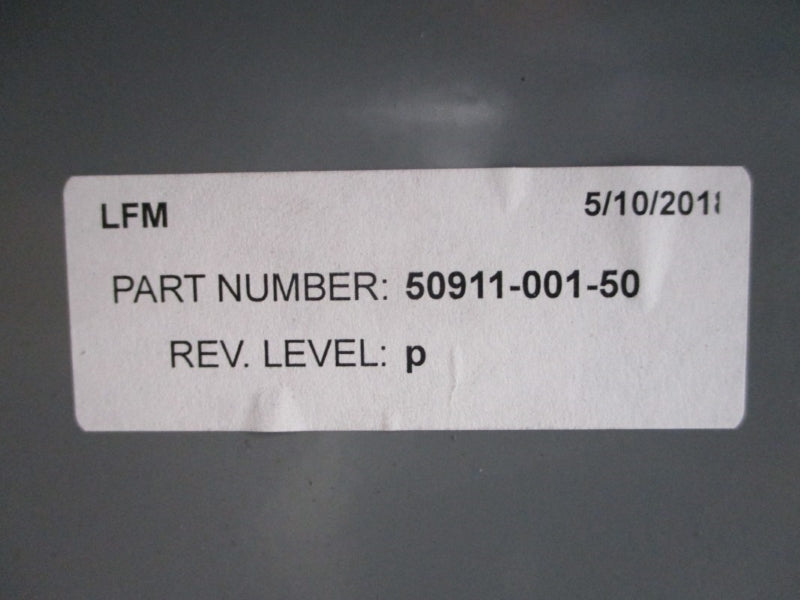 LFM 5/10/2018
PART NUMBER: 50911-001-50
REV. LEVEL: p